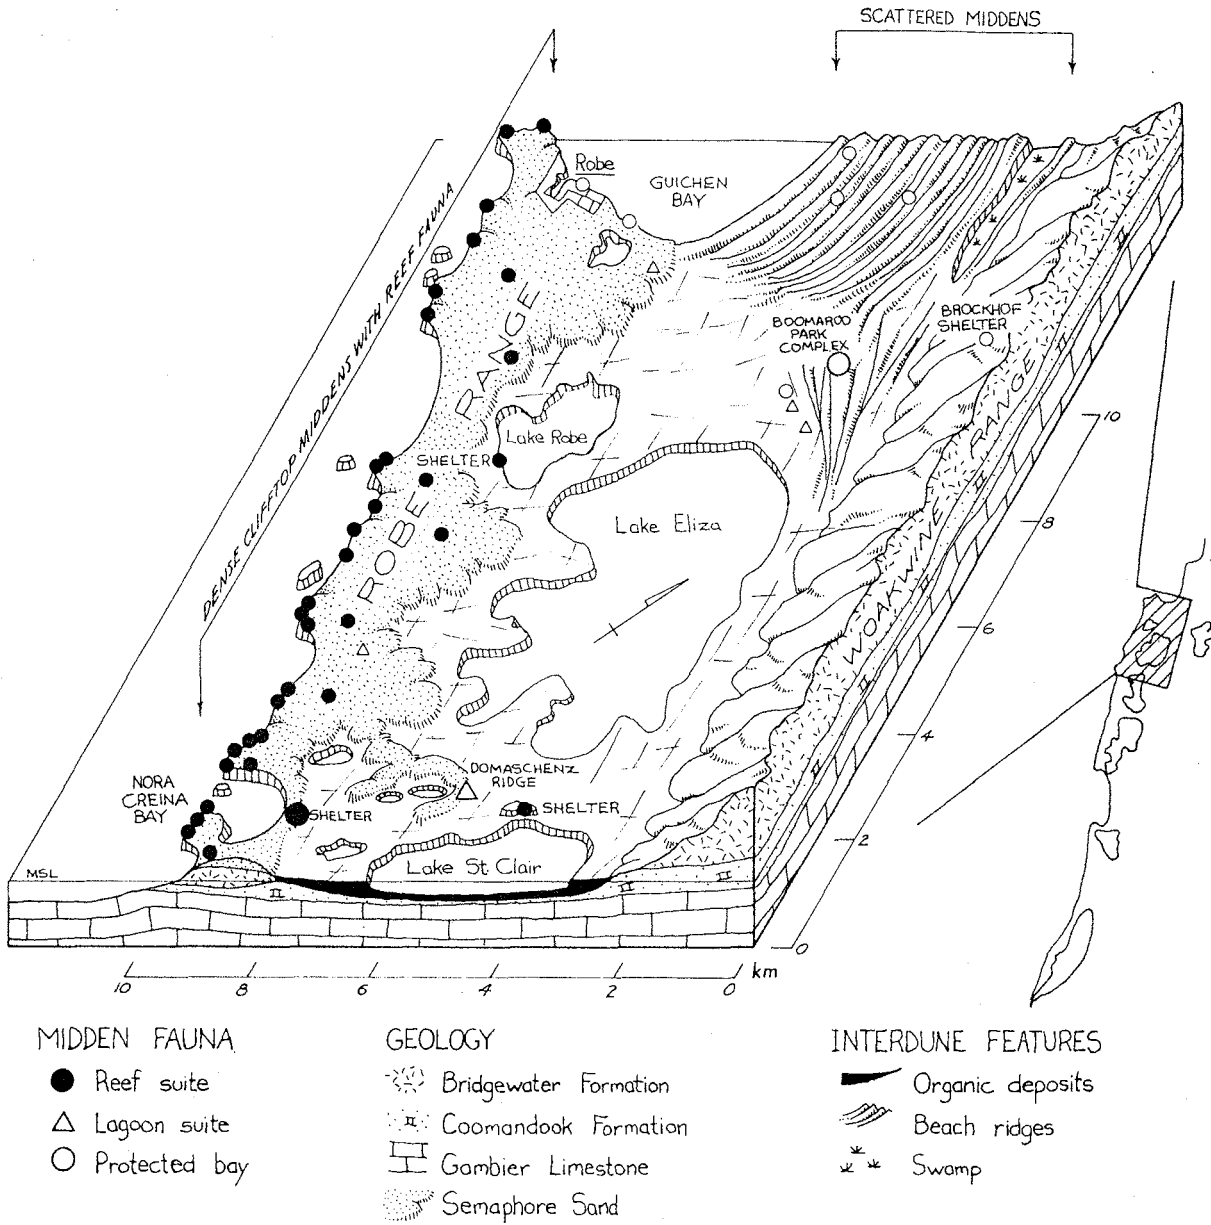 SCATTERED MIDDENS
DENSE CLIFFTOP MIDDENS WITH REEF FAUNA
Robe
GUICHEN
BAY
BOOMAROO
PARK
COMPLEX
BROCKHOF
SHELTER
ROBE RANGE
WOAKWINE RANGE
Lake Robe
SHELTER
Lake Eliza
NORA
CREINA
BAY
SHELTER
DOMASCHENZ
RIDGE
SHELTER
Lake St Clair
MSL
10
8
6
4
2
0
10 8 6 4 2 0 km
MIDDEN FAUNA
Reef suite
Lagoon suite
Protected bay
GEOLOGY
Bridgewater Formation
Coomandook Formation
Gambier Limestone
Semaphore Sand
INTERDUNE FEATURES
Organic deposits
Beach ridges
Swamp